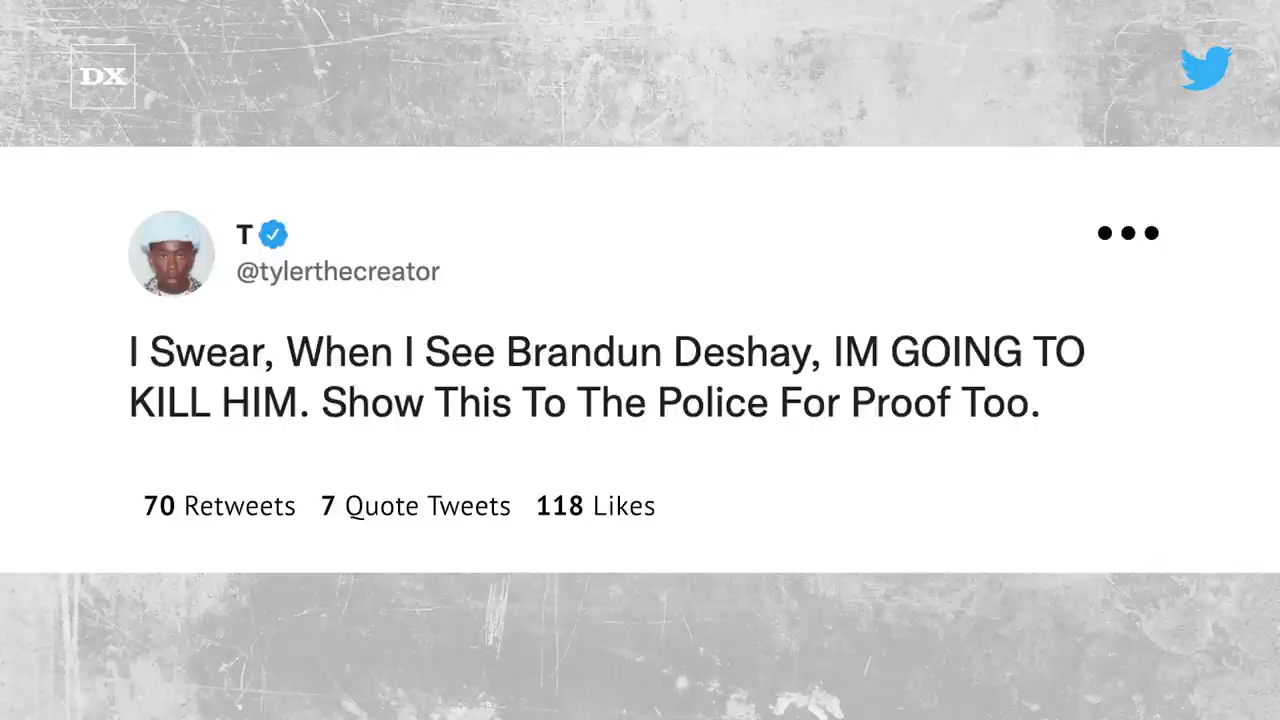 DX
T
@tylerthecreator
I Swear, When I See Brandun Deshay, IM GOING TO
KILL HIM. Show This To The Police For Proof Too.
70 Retweets 7 Quote Tweets 118 Likes